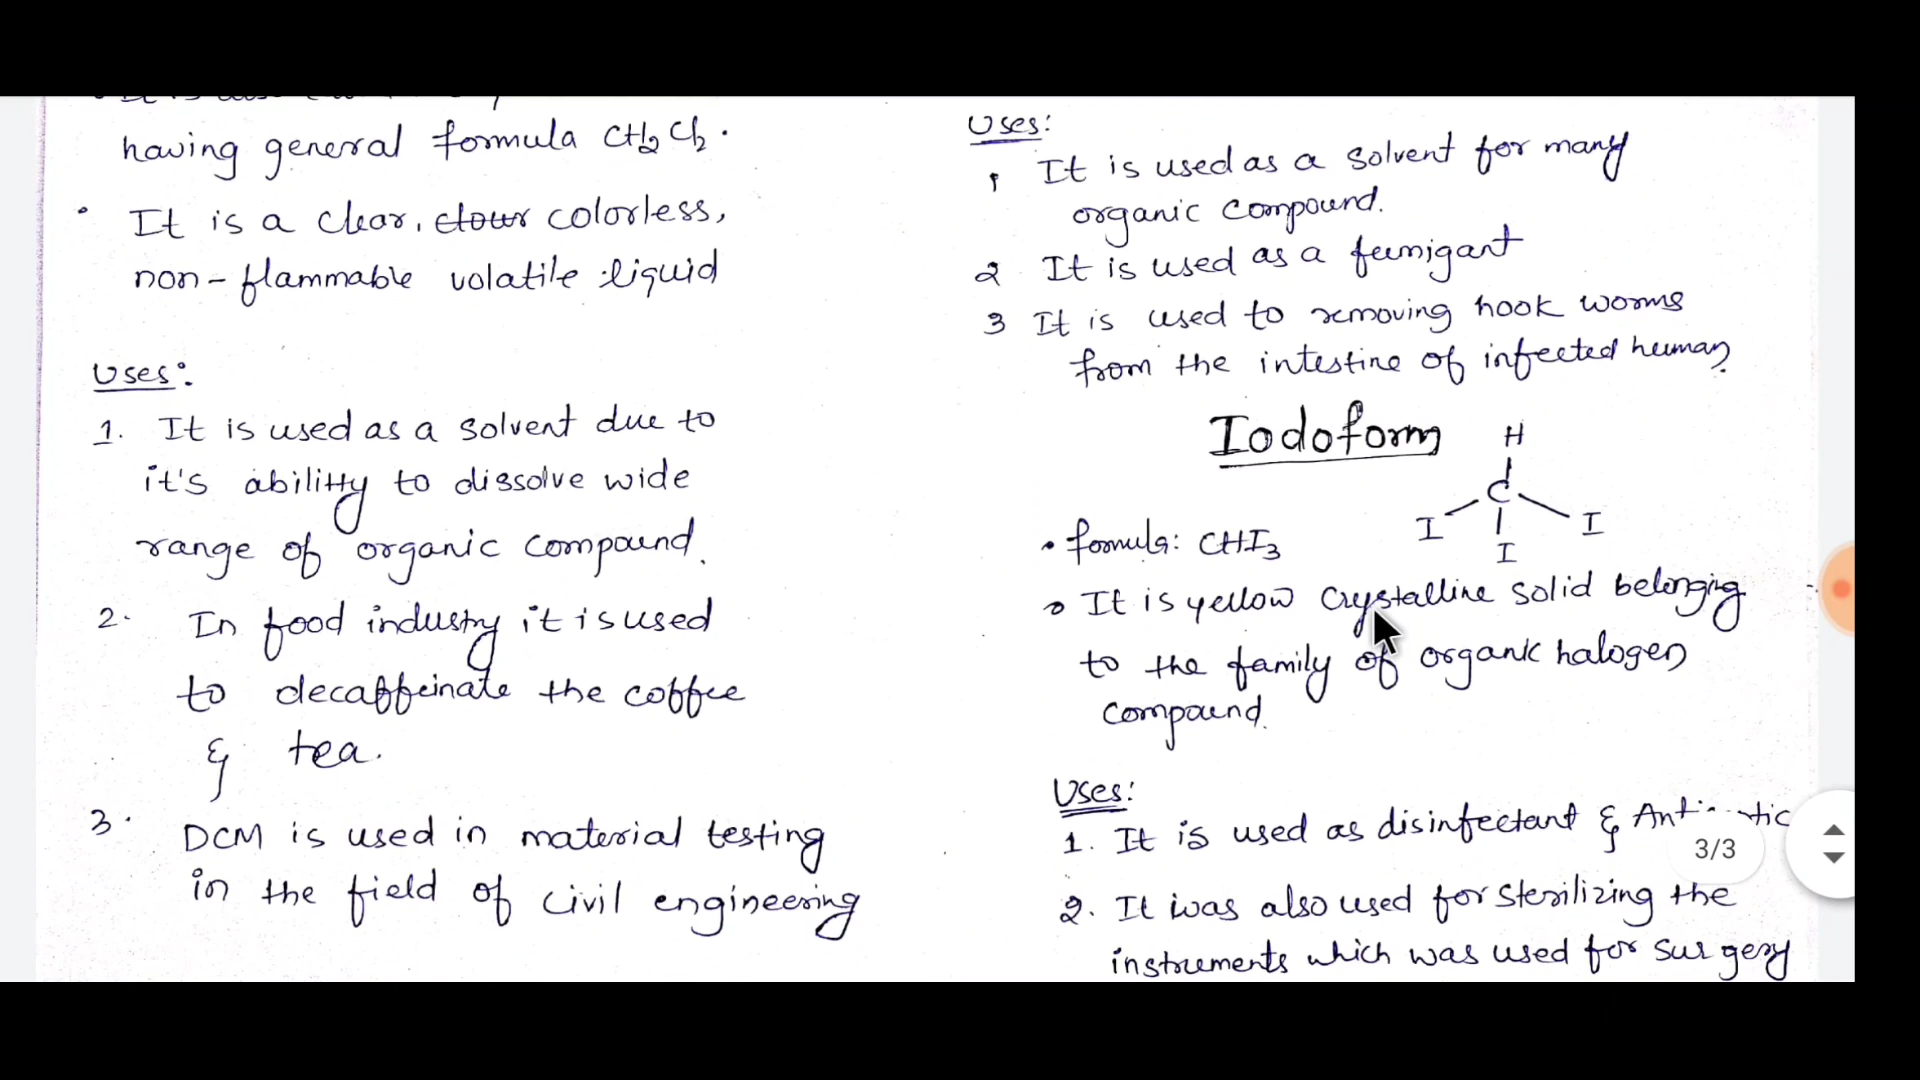 having general formula CH2Cl2.
• It is a clear, clour colorless,
non-flammable volatile liquid
Uses:
1. It is used as a solvent due to
it's abilitty to dissolve wide
range of organic compound.
2. In food industry it is used
to decaffeinate the coffee
& tea.
3. DCM is used in material testing
in the field of civil engineering
Uses:
1 It is used as a solvent for many
organic compound.
2 It is used as a fumigant
3 It is used to removing hook worms
from the intestine of infected human.
Iodoform
H
C
I I
I
• formula: CHI3
• It is yellow crystalline solid belonging
to the family of organic halogen
compound.
Uses:
1. It is used as disinfectant &
3/3
2. It was also used for sterilizing the
instruments which was used for surgery